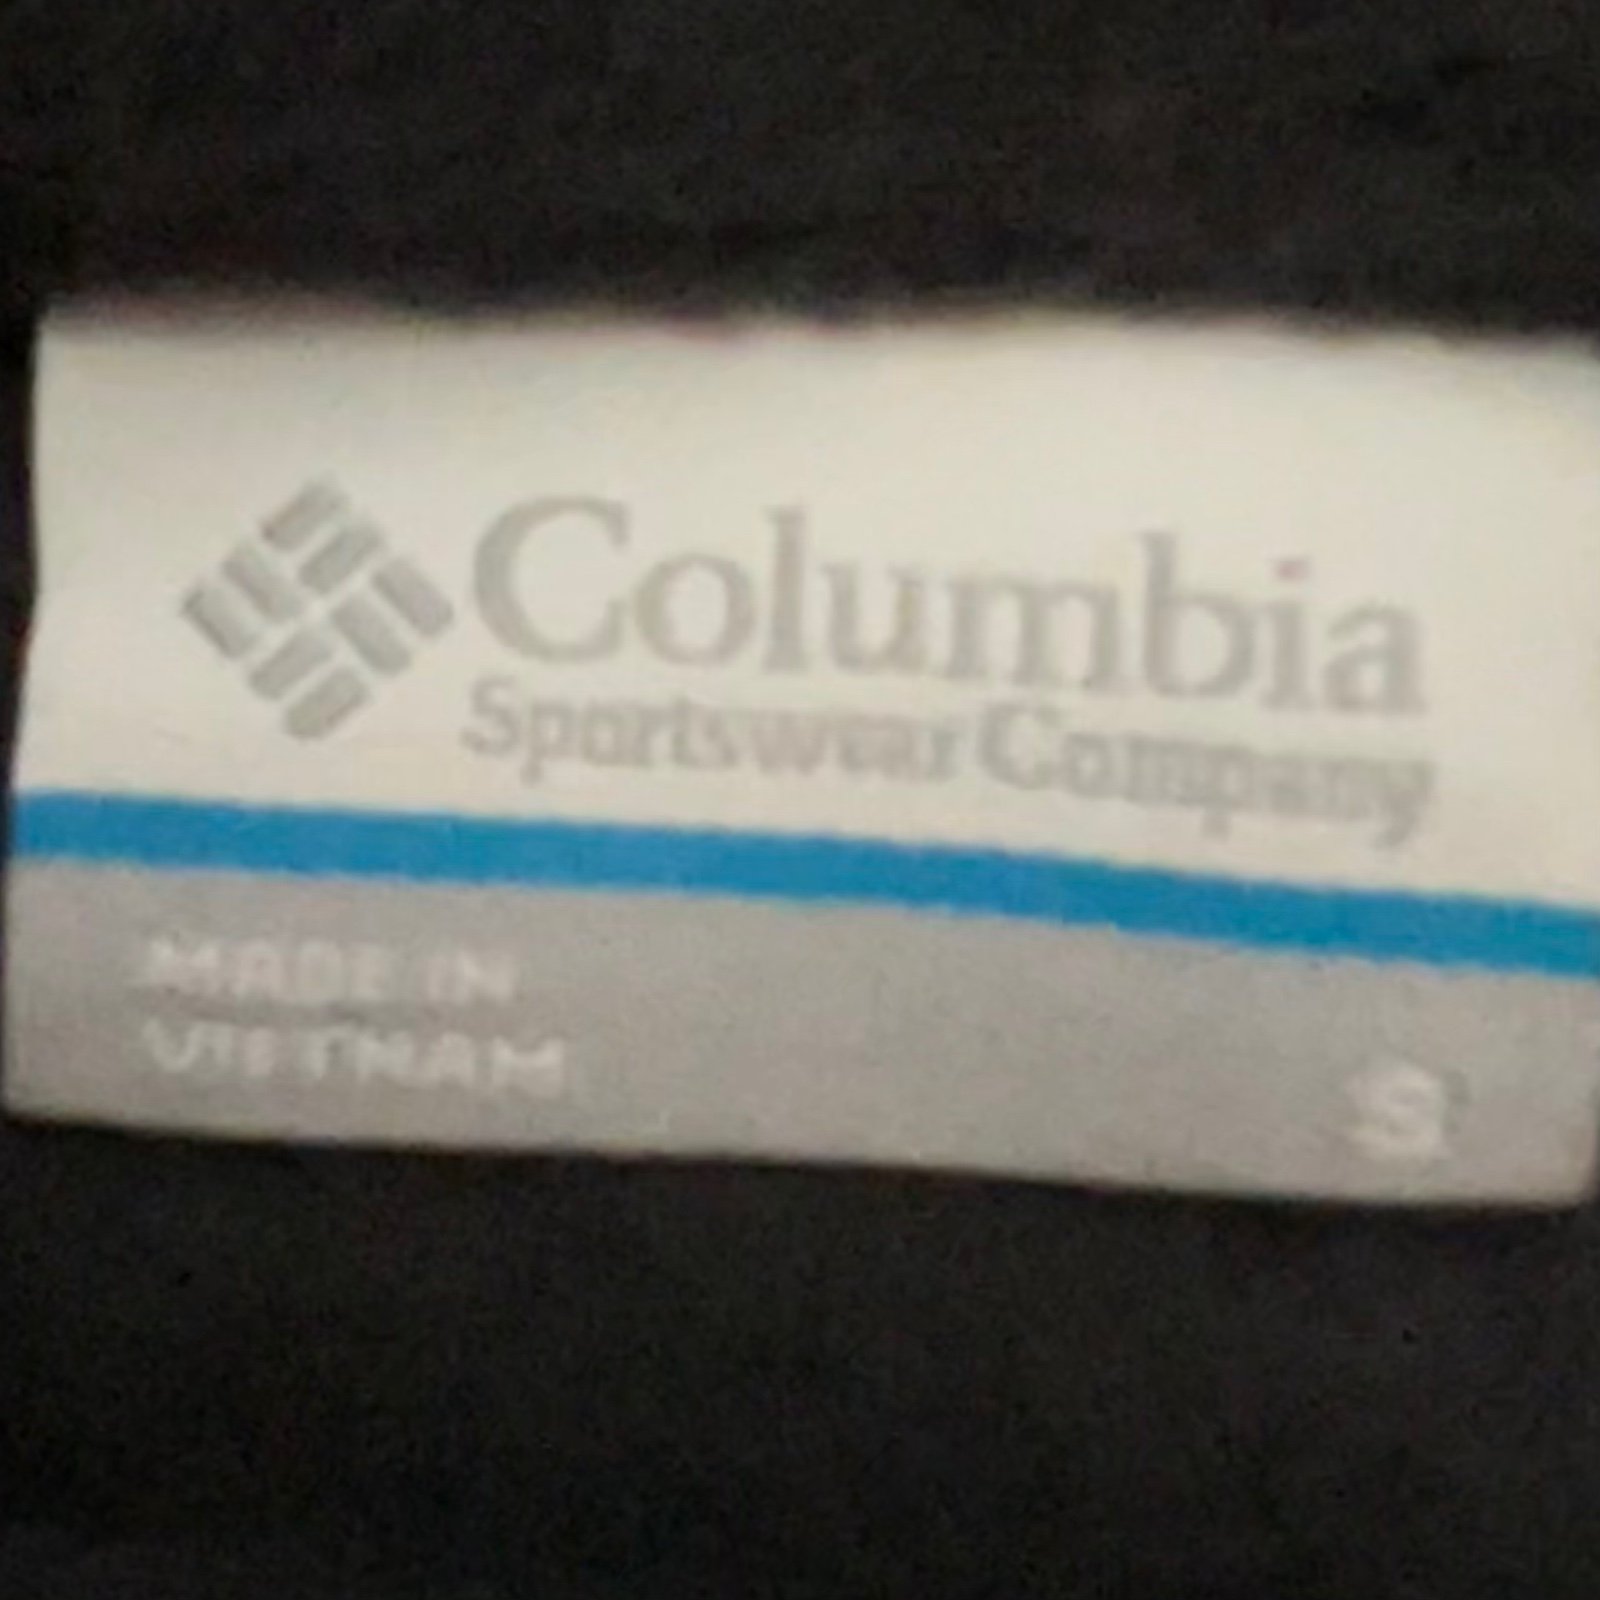 Columbia
Sportswear Company
MADE IN
VIETNAM
S